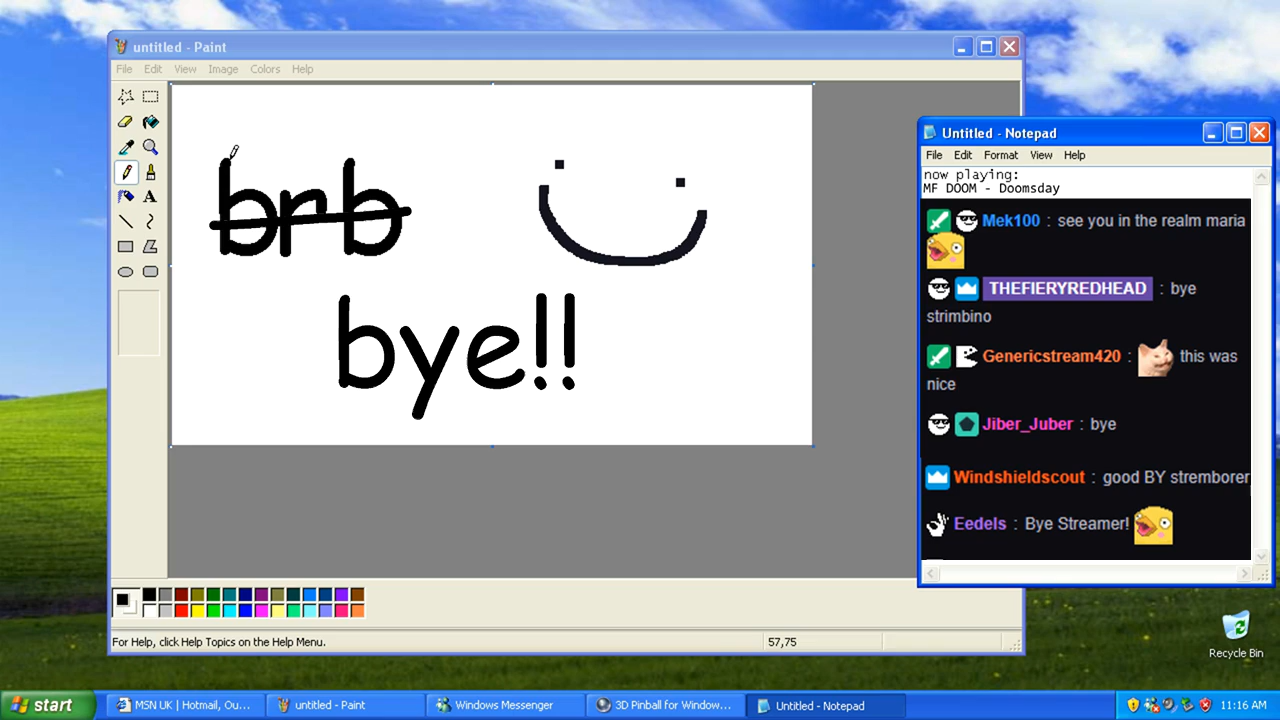 untitled - Paint
File Edit View Image Colors Help
brb
bye!!
For Help, click Help Topics on the Help Menu.
57,75
Untitled - Notepad
File Edit Format View Help
now playing:
MF DOOM - Doomsday
Mek100 : see you in the realm maria
THEFIERYREDHEAD : bye
strimbino
Genericstream420 : this was
nice
Jiber_Juber : bye
Windshieldscout : good BY stremborer
Eedels : Bye Streamer!
Recycle Bin
start
MSN UK | Hotmail, Ou...
untitled - Paint
Windows Messenger
3D Pinball for Window...
Untitled - Notepad
11:16 AM